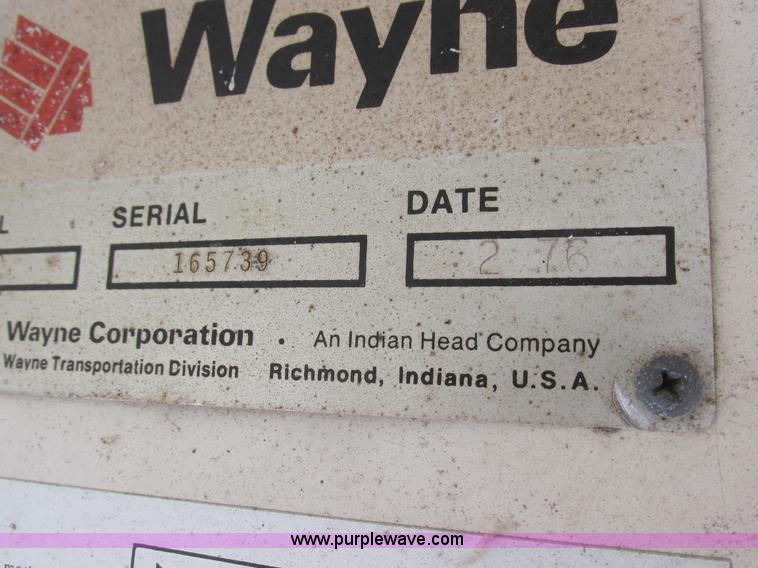 Wayne
SERIAL DATE
165739 2 76
Wayne Corporation . An Indian Head Company
Wayne Transportation Division Richmond, Indiana, U.S.A.
www.purplewave.com